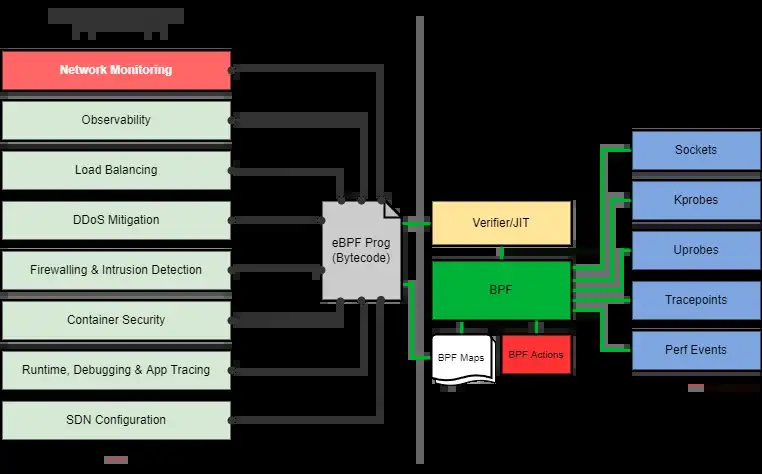 Network Monitoring
Observability
Load Balancing
DDoS Mitigation
Firewalling & Intrusion Detection
Container Security
Runtime, Debugging & App Tracing
SDN Configuration
eBPF Prog
(Bytecode)
Verifier/JIT
BPF
BPF Maps
BPF Actions
Sockets
Kprobes
Uprobes
Tracepoints
Perf Events